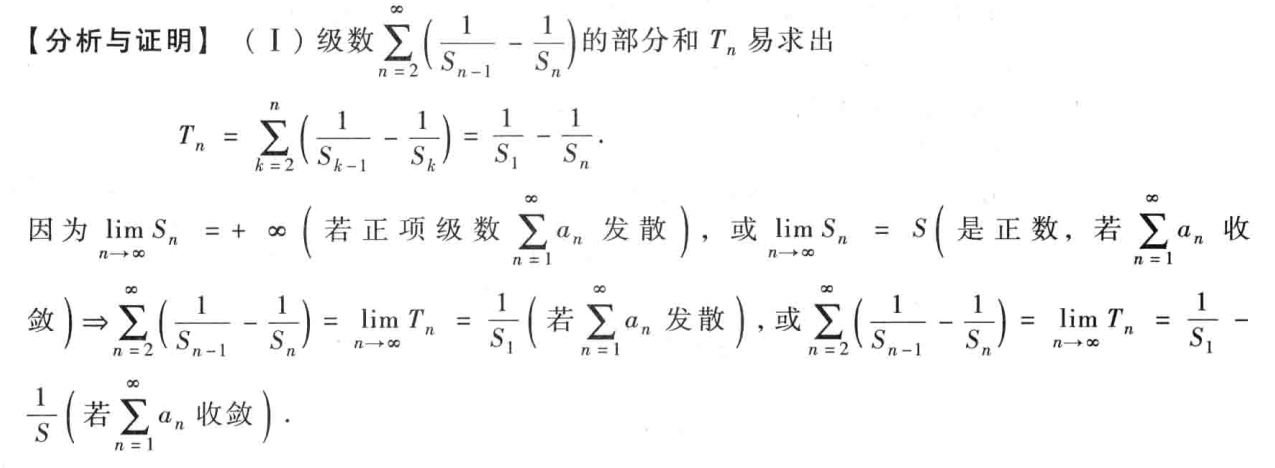 【分析与证明】 (Ⅰ)级数$\sum_{n=2}^{\infty}\left(\frac{1}{S_{n-1}}-\frac{1}{S_n}\right)$的部分和 $T_n$ 易求出
$T_n = \sum_{k=2}^{n}\left(\frac{1}{S_{k-1}}-\frac{1}{S_k}\right)=\frac{1}{S_1}-\frac{1}{S_n}.$
因为 $\lim_{n\to\infty} S_n = +\infty$ (若正项级数 $\sum_{n=1}^{\infty} a_n$ 发散), 或 $\lim_{n\to\infty} S_n = S$(是正数, 若 $\sum_{n=1}^{\infty} a_n$ 收
敛)$\Rightarrow \sum_{n=2}^{\infty}\left(\frac{1}{S_{n-1}}-\frac{1}{S_n}\right)=\lim_{n\to\infty} T_n=\frac{1}{S_1}$(若 $\sum_{n=1}^{\infty} a_n$ 发散),或 $\sum_{n=2}^{\infty}\left(\frac{1}{S_{n-1}}-\frac{1}{S_n}\right)=\lim_{n\to\infty} T_n=\frac{1}{S_1}-$
$\frac{1}{S}$(若$\sum_{n=1}^{\infty} a_n$ 收敛).